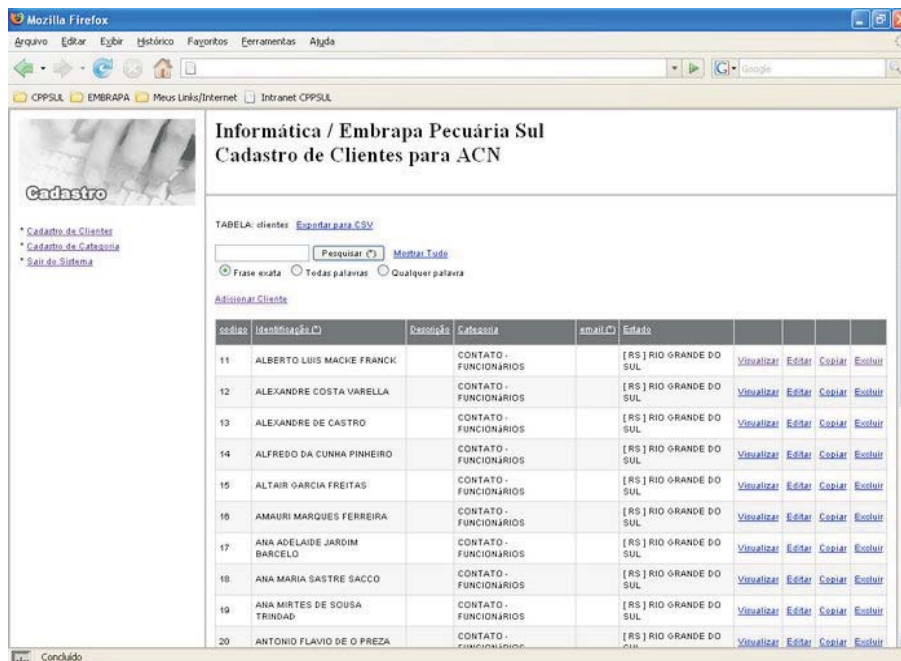 Mozilla Firefox
Arquivo Editar Exibir Histórico Favoritos Ferramentas Ajuda
Google
CPPSUL EMBRAPA Meus Links/Internet Intranet CPPSUL
Informática / Embrapa Pecuária Sul
Cadastro de Clientes para ACN
Cadastro
* Cadastro de Clientes
* Cadastro de Categoria
* Sair do Sistema
TABELA: clientes Exportar para CSV
Pesquisar (*) Mostrar Tudo
Frase exata Todas palavras Qualquer palavra
Adicionar Cliente
codigo Identificação (*) Descrição Categoria email (*) Estado
11 ALBERTO LUIS MACKE FRANCK CONTATO - FUNCIONáRIOS [ RS ] RIO GRANDE DO SUL Visualizar Editar Copiar Excluir
12 ALEXANDRE COSTA VARELLA CONTATO - FUNCIONáRIOS [ RS ] RIO GRANDE DO SUL Visualizar Editar Copiar Excluir
13 ALEXANDRE DE CASTRO CONTATO - FUNCIONáRIOS [ RS ] RIO GRANDE DO SUL Visualizar Editar Copiar Excluir
14 ALFREDO DA CUNHA PINHEIRO CONTATO - FUNCIONáRIOS [ RS ] RIO GRANDE DO SUL Visualizar Editar Copiar Excluir
15 ALTAIR GARCIA FREITAS CONTATO - FUNCIONáRIOS [ RS ] RIO GRANDE DO SUL Visualizar Editar Copiar Excluir
16 AMAURI MARQUES FERREIRA CONTATO - FUNCIONáRIOS [ RS ] RIO GRANDE DO SUL Visualizar Editar Copiar Excluir
17 ANA ADELAIDE JARDIM BARCELO CONTATO - FUNCIONáRIOS [ RS ] RIO GRANDE DO SUL Visualizar Editar Copiar Excluir
18 ANA MARIA SASTRE SACCO CONTATO - FUNCIONáRIOS [ RS ] RIO GRANDE DO SUL Visualizar Editar Copiar Excluir
19 ANA MIRTES DE SOUSA TRINDAD CONTATO - FUNCIONáRIOS [ RS ] RIO GRANDE DO SUL Visualizar Editar Copiar Excluir
20 ANTONIO FLAVIO DE O PREZA CONTATO - FUNCIONáRIOS [ RS ] RIO GRANDE DO SUL Visualizar Editar Copiar Excluir
Concluído